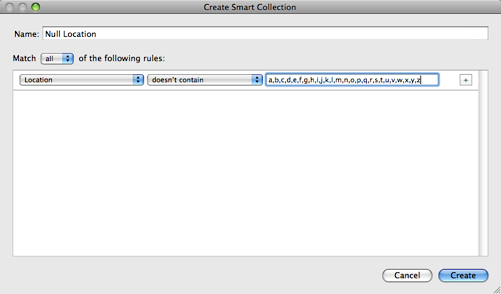 Create Smart Collection
Name: Null Location
Match all of the following rules:
Location doesn't contain a,b,c,d,e,f,g,h,i,j,k,l,m,n,o,p,q,r,s,t,u,v,w,x,y,z +
Cancel Create